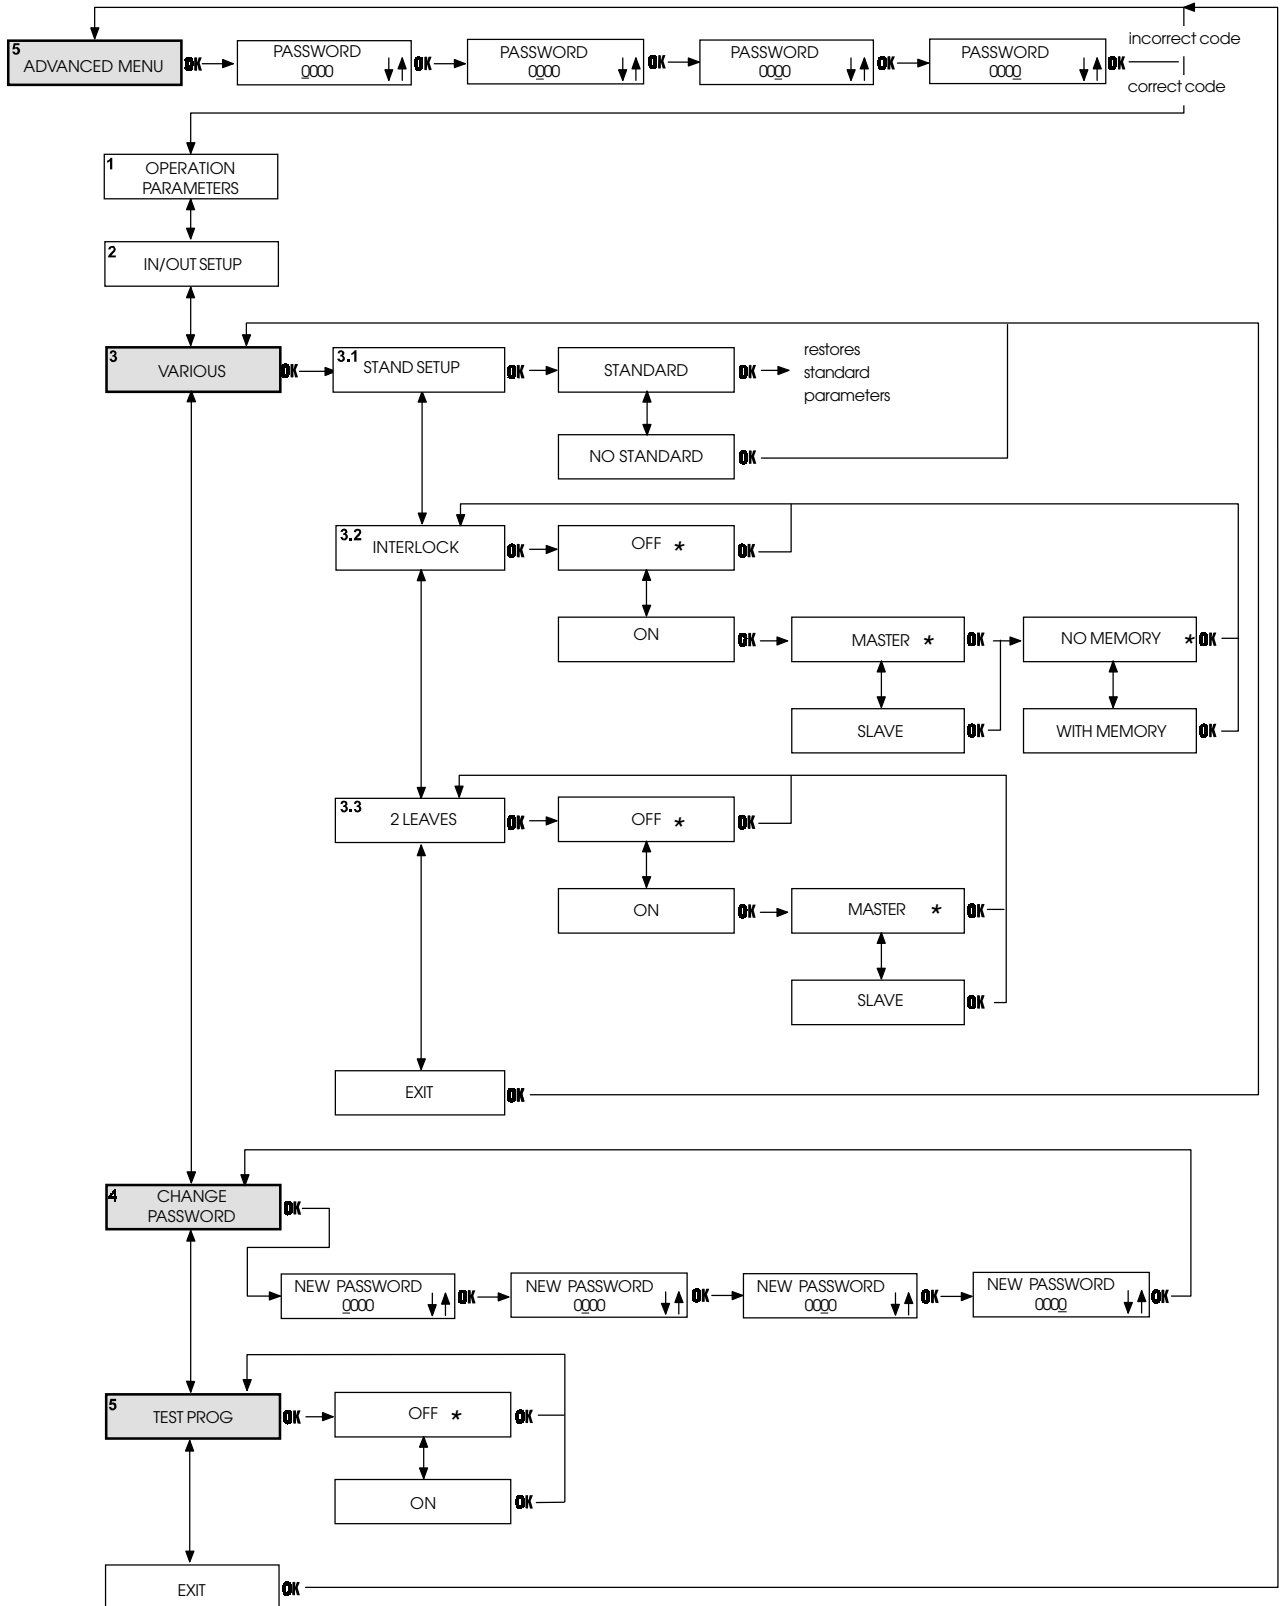 5
ADVANCED MENU
OK
PASSWORD
0000
OK
PASSWORD
0000
OK
PASSWORD
0000
OK
PASSWORD
0000
OK
incorrect code
correct code
1
OPERATION
PARAMETERS
2
IN/OUT SETUP
3
VARIOUS
OK
3.1
STAND SETUP
OK
STANDARD
OK
restores
standard
parameters
NO STANDARD
OK
3.2
INTERLOCK
OK
OFF *
OK
ON
OK
MASTER *
OK
NO MEMORY *
OK
SLAVE
OK
WITH MEMORY
OK
3.3
2 LEAVES
OK
OFF *
OK
ON
OK
MASTER *
OK
SLAVE
OK
EXIT
OK
4
CHANGE
PASSWORD
OK
NEW PASSWORD
0000
OK
NEW PASSWORD
0000
OK
NEW PASSWORD
0000
OK
NEW PASSWORD
0000
OK
5
TEST PROG
OK
OFF *
OK
ON
OK
EXIT
OK